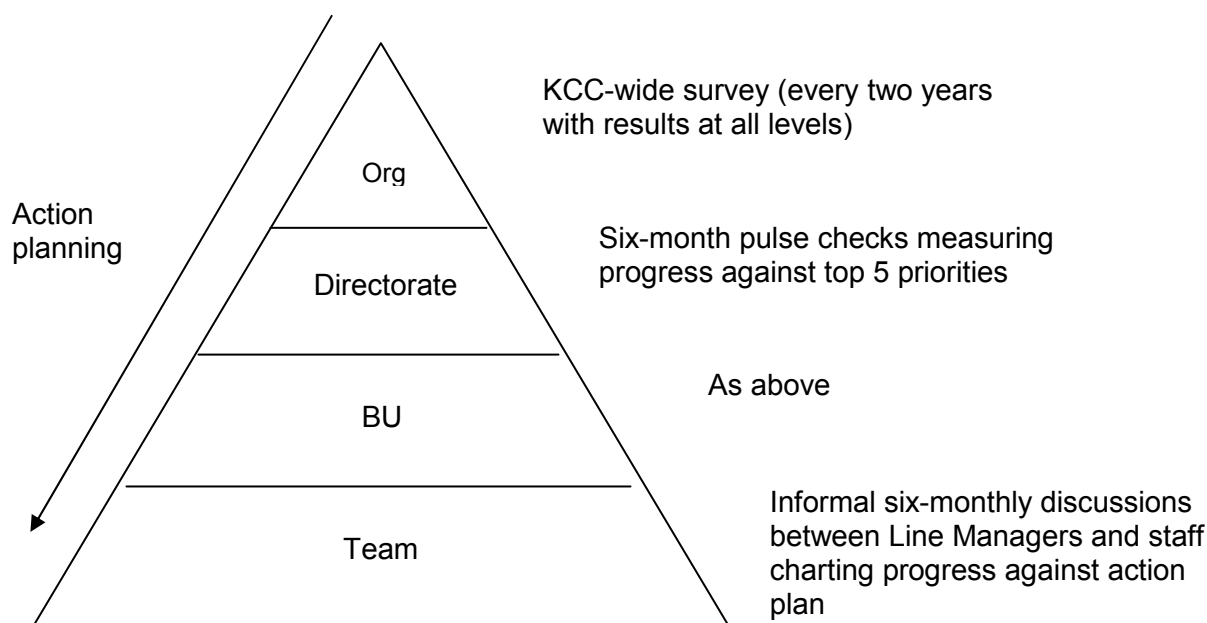 KCC-wide survey (every two years
with results at all levels)
Org
Action
planning
Six-month pulse checks measuring
progress against top 5 priorities
Directorate
As above
BU
Informal six-monthly discussions
between Line Managers and staff
charting progress against action
plan
Team